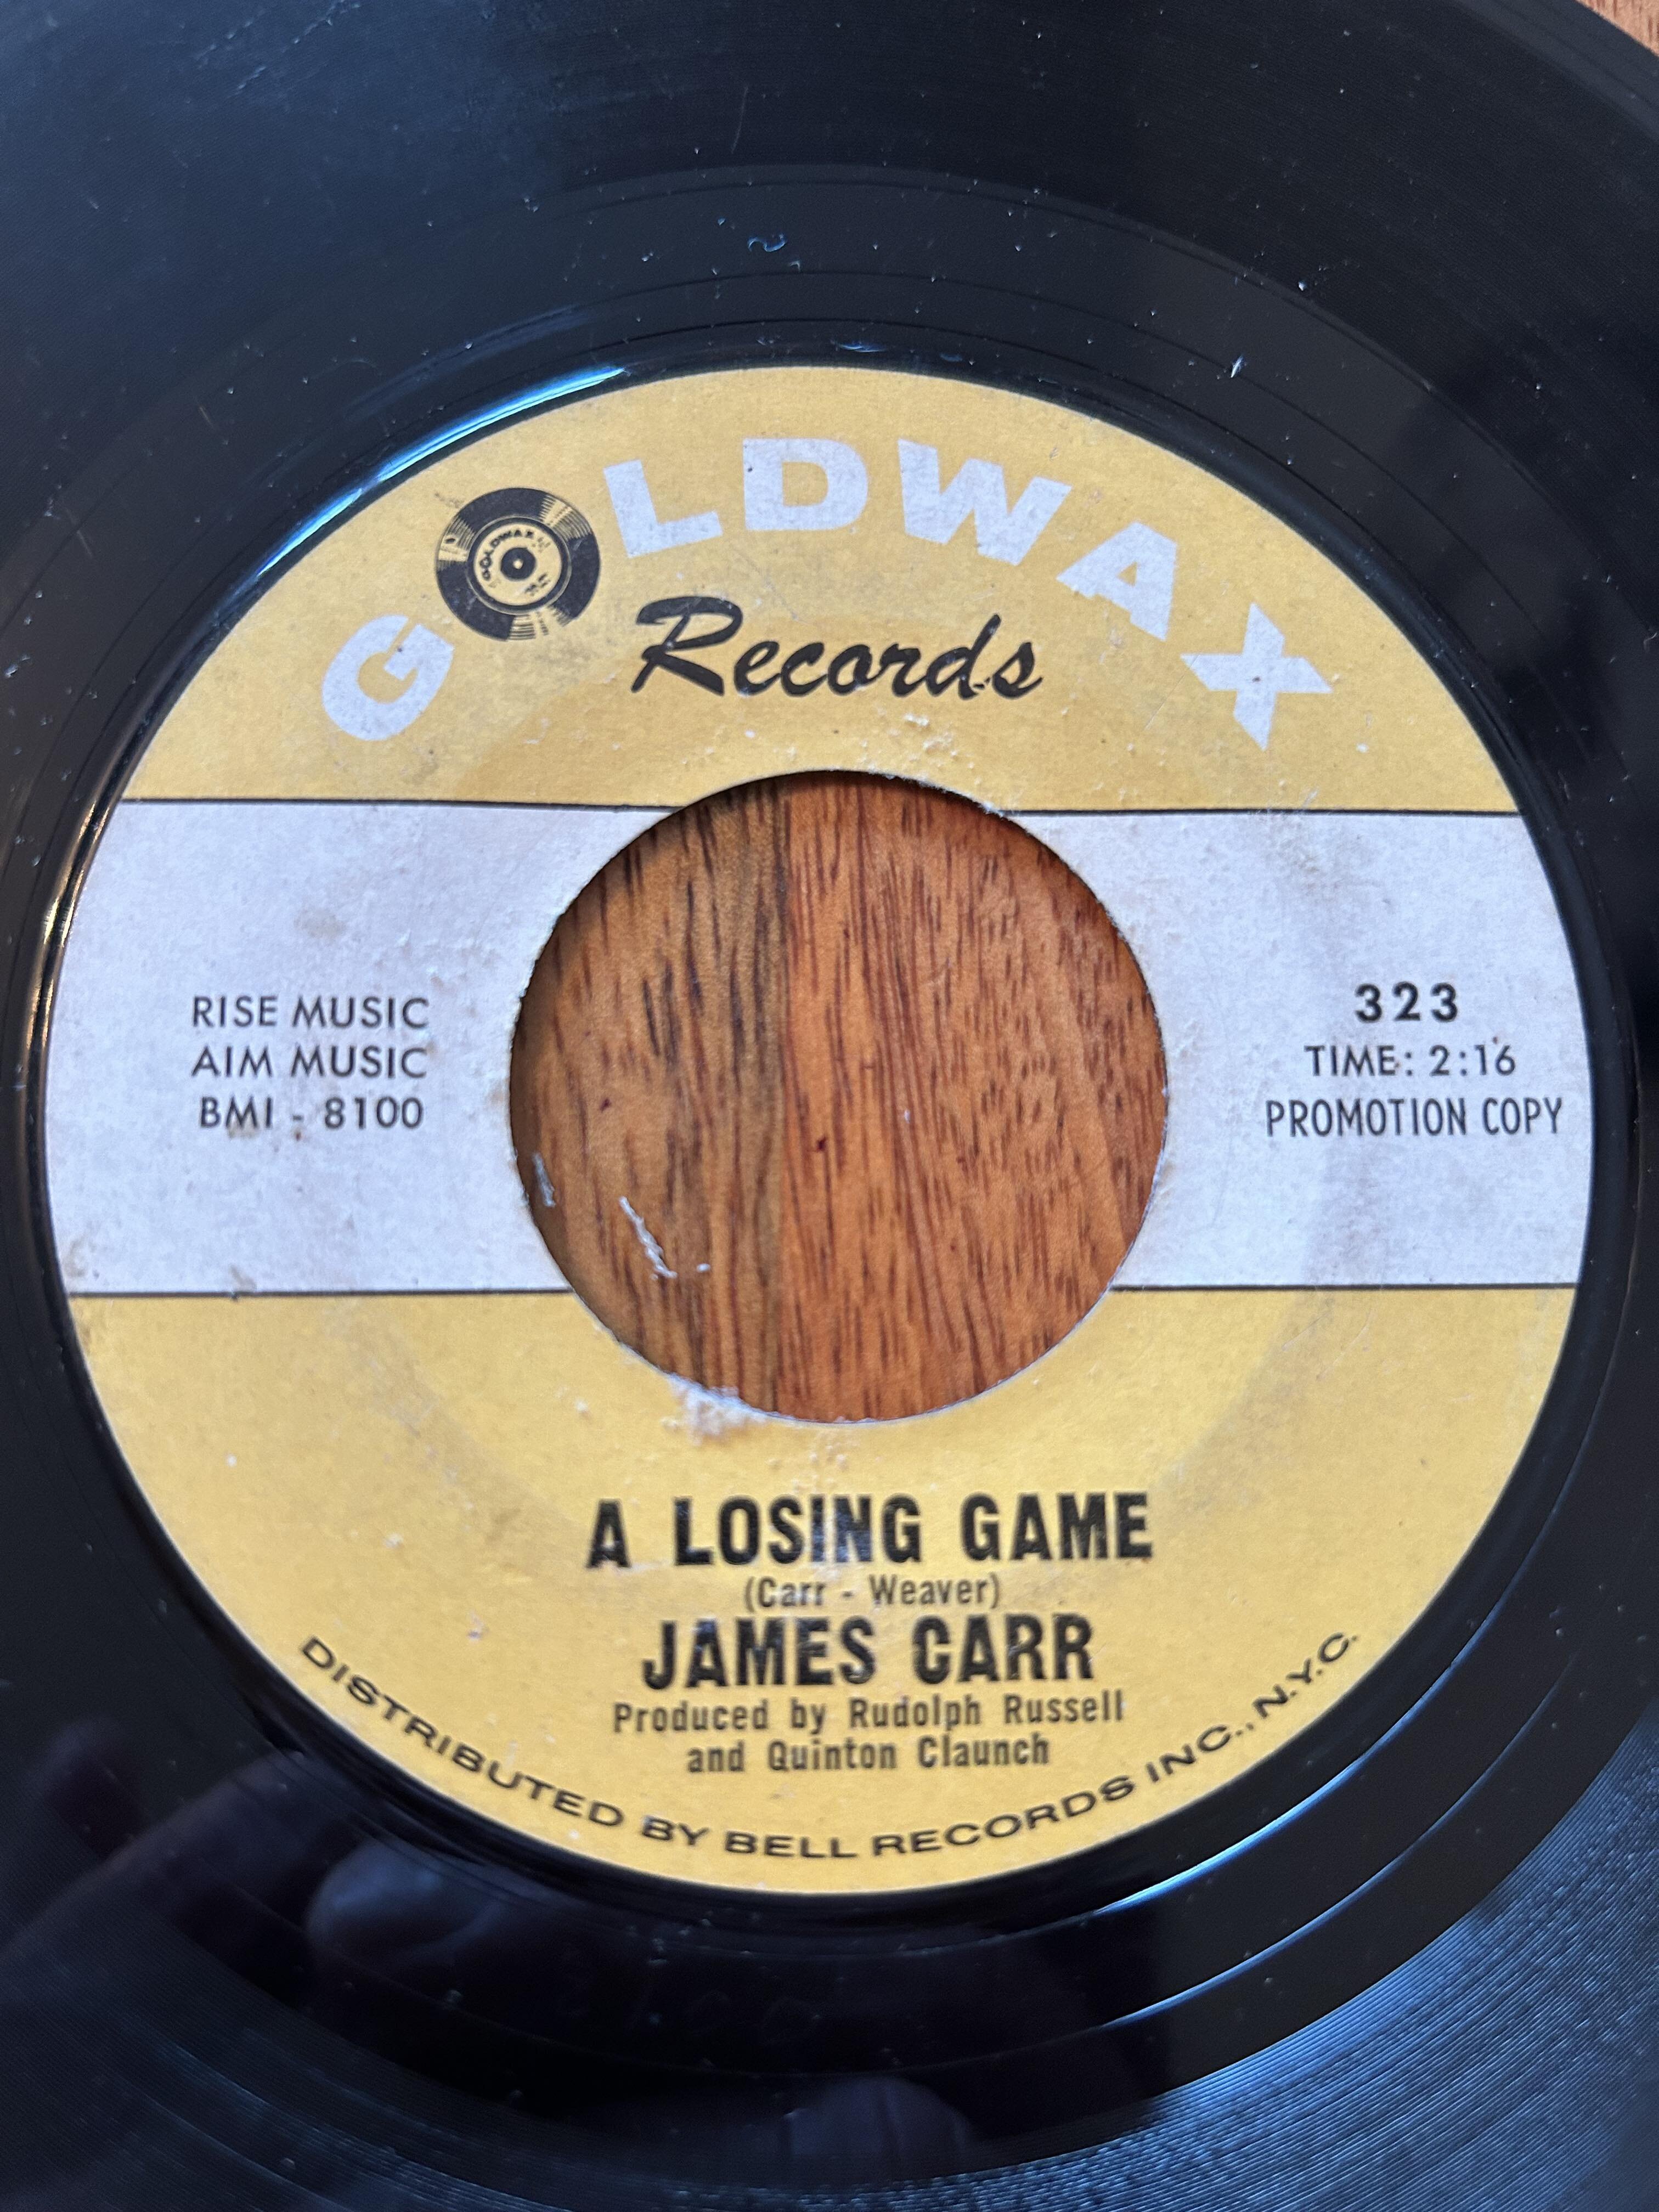 GOLDWAX
Records
RISE MUSIC
AIM MUSIC
BMI - 8100
323
TIME: 2:16
PROMOTION COPY
A LOSING GAME
(Carr - Weaver)
JAMES CARR
Produced by Rudolph Russell
and Quinton Claunch
DISTRIBUTED BY BELL RECORDS INC., N.Y.C.